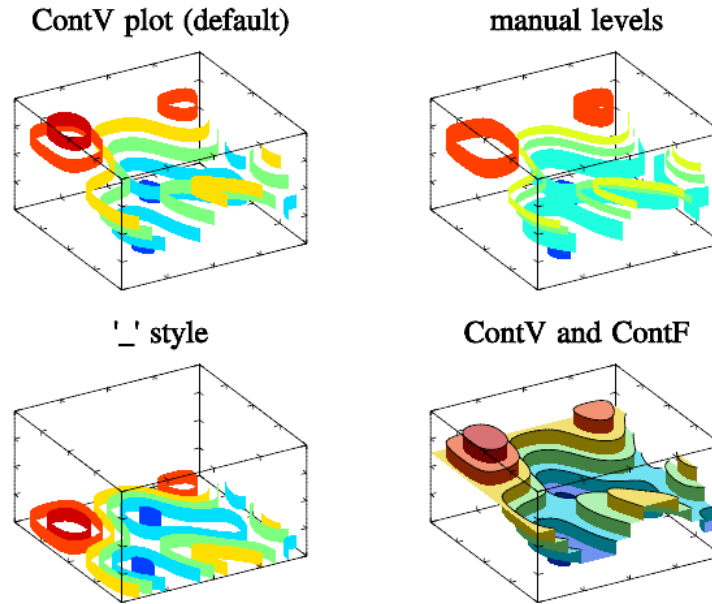 ContV plot (default)
manual levels
'_' style
ContV and ContF